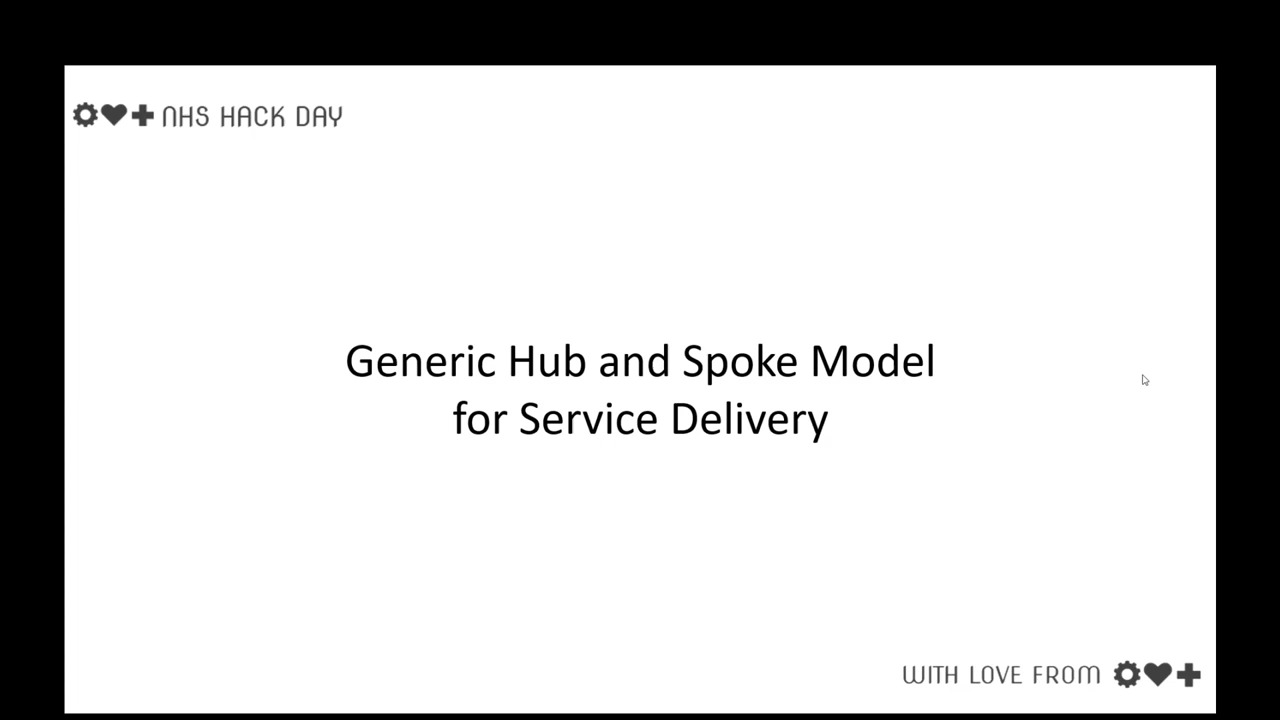 NHS HACK DAY
Generic Hub and Spoke Model
for Service Delivery
WITH LOVE FROM